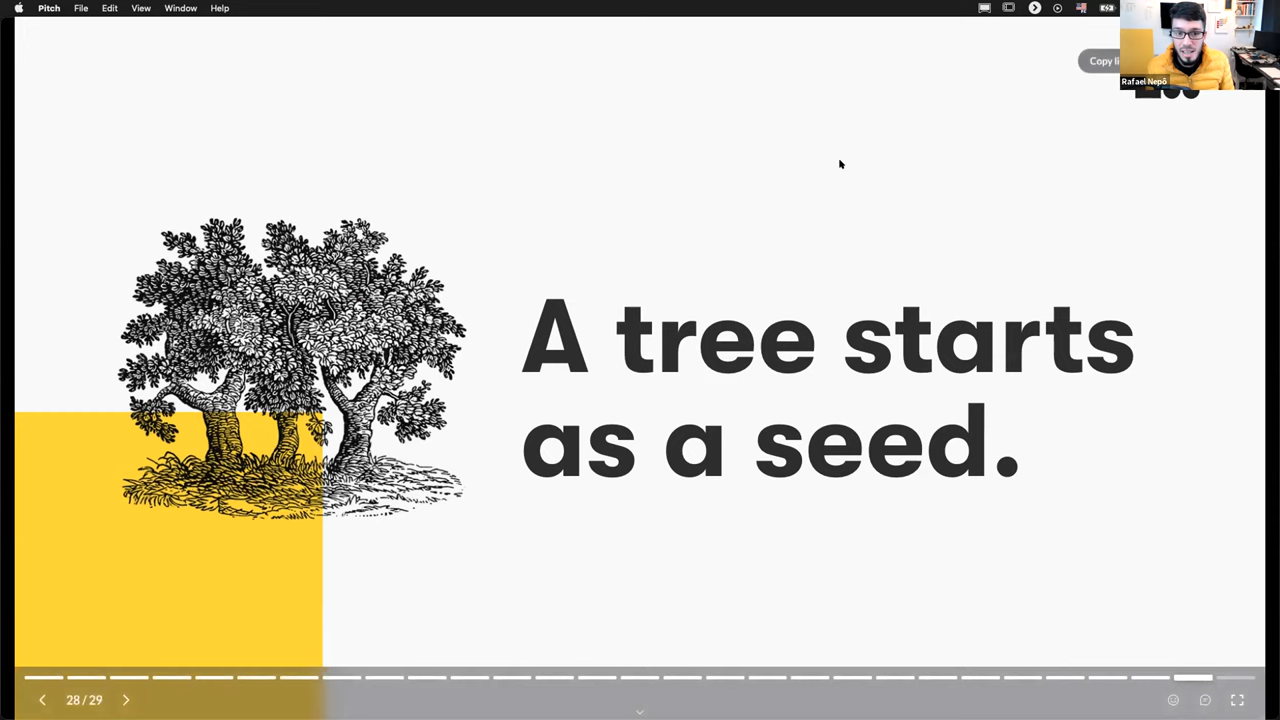 Pitch File Edit View Window Help
Copy li
Rafael Nepô
A tree starts
as a seed.
28 / 29